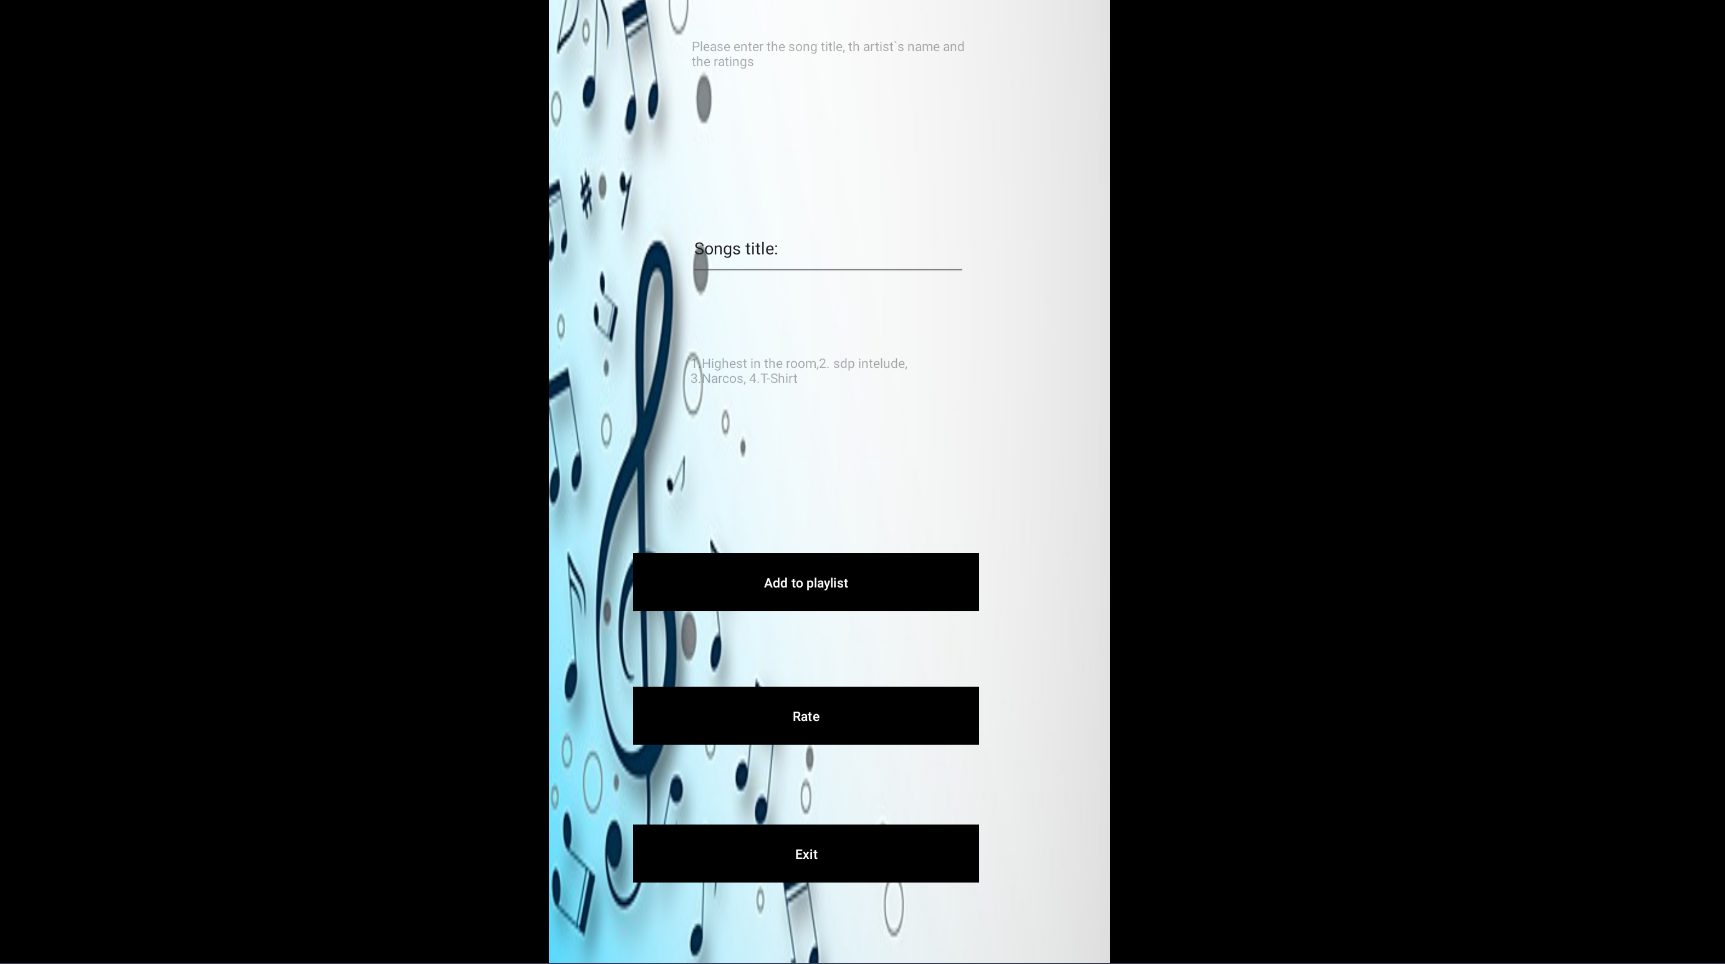 Please enter the song title, th artist`s name and
the ratings
Songs title:
1.Highest in the room,2. sdp intelude,
3.Narcos, 4.T-Shirt
Add to playlist
Rate
Exit